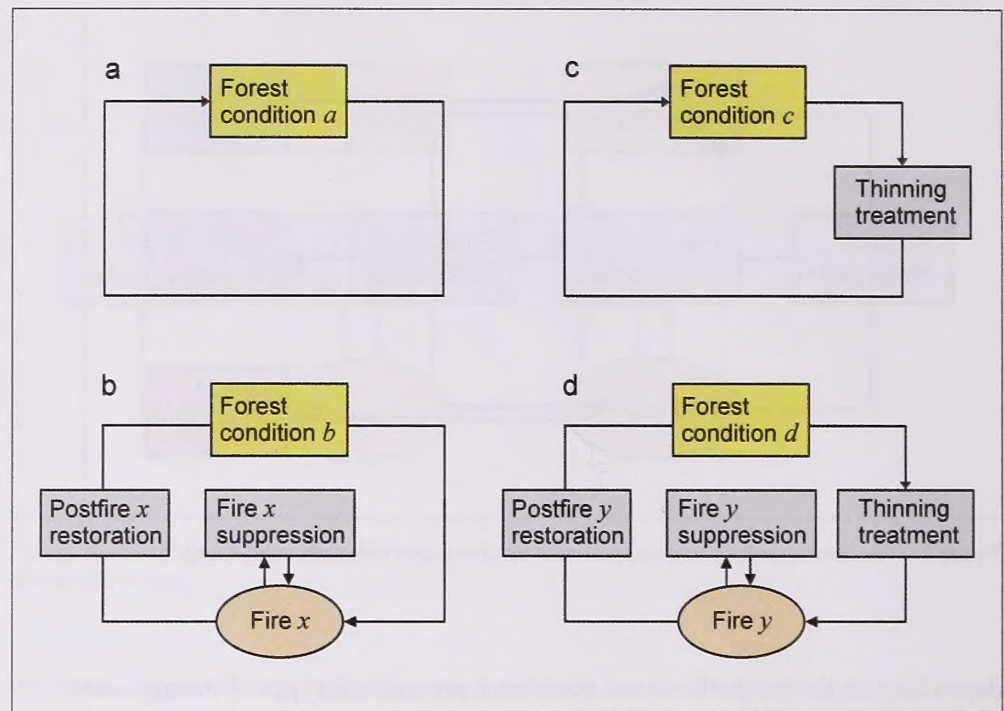 a
Forest
condition a
c
Forest
condition c
Thinning
treatment
b
Forest
condition b
Postfire x
restoration
Fire x
suppression
Fire x
d
Forest
condition d
Postfire y
restoration
Fire y
suppression
Thinning
treatment
Fire y